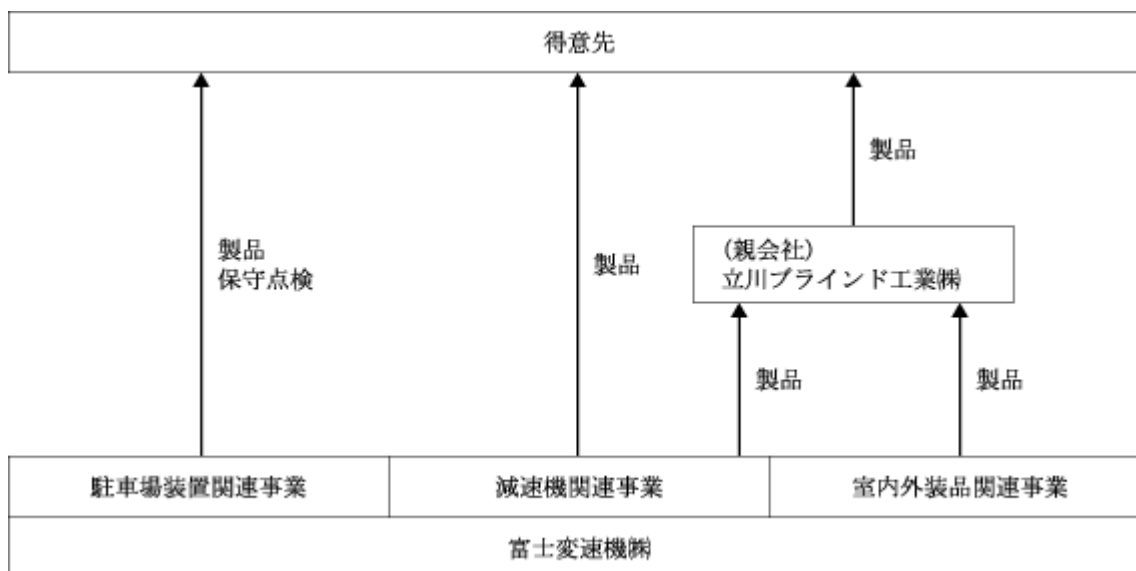 得意先
製品
製品
保守点検
製品
(親会社)
立川ブラインド工業㈱
製品
製品
駐車場装置関連事業
減速機関連事業
室内外装品関連事業
富士変速機㈱